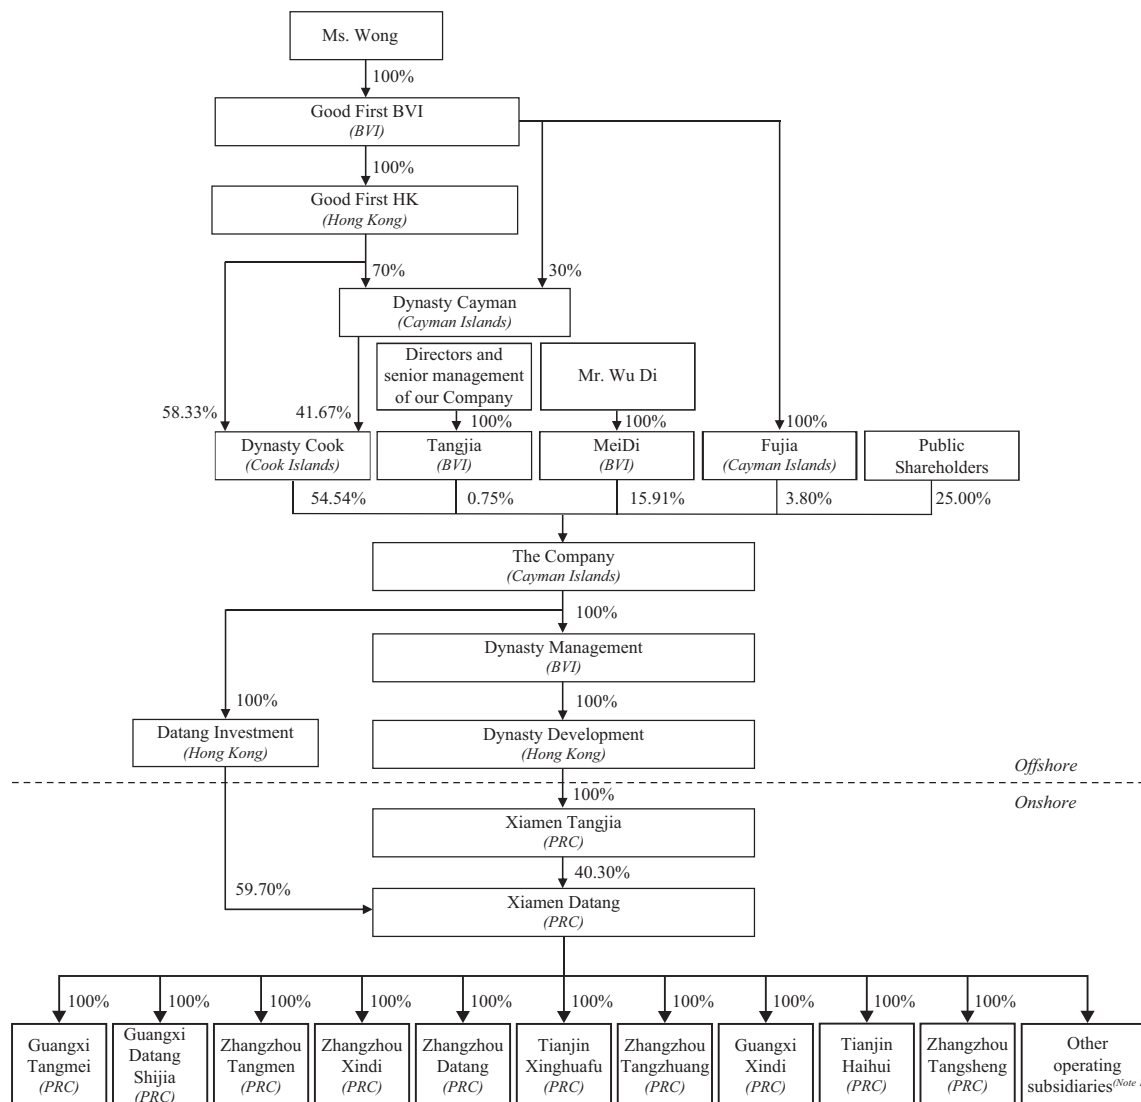 Ms. Wong
100%
Good First BVI
(BVI)
100%
Good First HK
(Hong Kong)
70%
30%
Dynasty Cayman
(Cayman Islands)
Directors and
senior management
of our Company
Mr. Wu Di
58.33%
41.67%
100%
100%
100%
Dynasty Cook
(Cook Islands)
Tangjia
(BVI)
MeiDi
(BVI)
Fujia
(Cayman Islands)
Public
Shareholders
54.54%
0.75%
15.91%
3.80%
25.00%
The Company
(Cayman Islands)
100%
Dynasty Management
(BVI)
100%
100%
Datang Investment
(Hong Kong)
Dynasty Development
(Hong Kong)
Offshore
Onshore
100%
Xiamen Tangjia
(PRC)
40.30%
59.70%
Xiamen Datang
(PRC)
100%
100%
100%
100%
100%
100%
100%
100%
100%
100%
Guangxi
Tangmei
(PRC)
Guangxi
Datang
Shijia
(PRC)
Zhangzhou
Tangmen
(PRC)
Zhangzhou
Xindi
(PRC)
Zhangzhou
Datang
(PRC)
Tianjin
Xinghuafu
(PRC)
Zhangzhou
Tangzhuang
(PRC)
Guangxi
Xindi
(PRC)
Tianjin
Haihui
(PRC)
Zhangzhou
Tangsheng
(PRC)
Other
operating
subsidiaries(Note